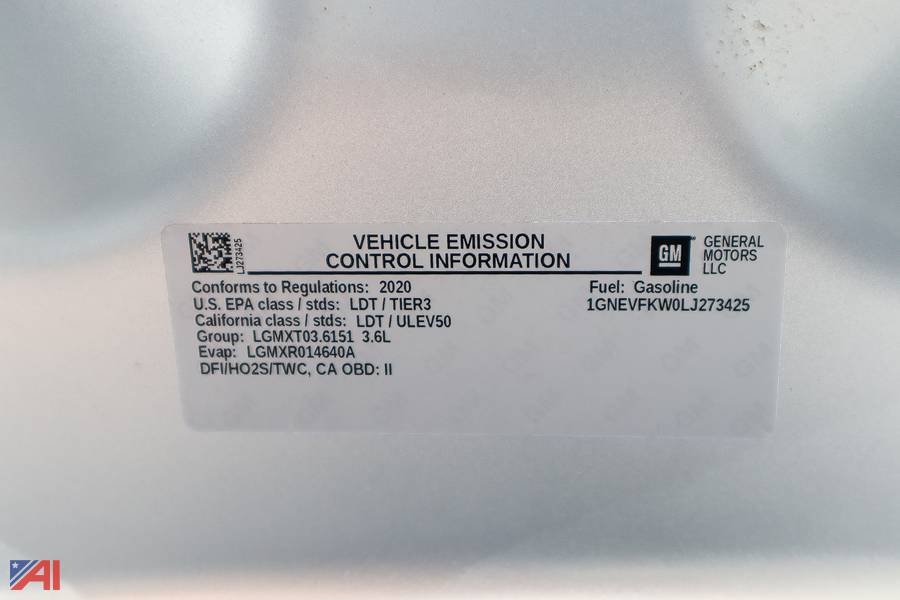 LJ273425
VEHICLE EMISSION
CONTROL INFORMATION
GM
GENERAL
MOTORS
LLC
Conforms to Regulations: 2020
U.S. EPA class / stds: LDT / TIER3
California class / stds: LDT / ULEV50
Group: LGMXT03.6151 3.6L
Evap: LGMXR014640A
DFI/HO2S/TWC, CA OBD: II
Fuel: Gasoline
1GNEVFKW0LJ273425
AI